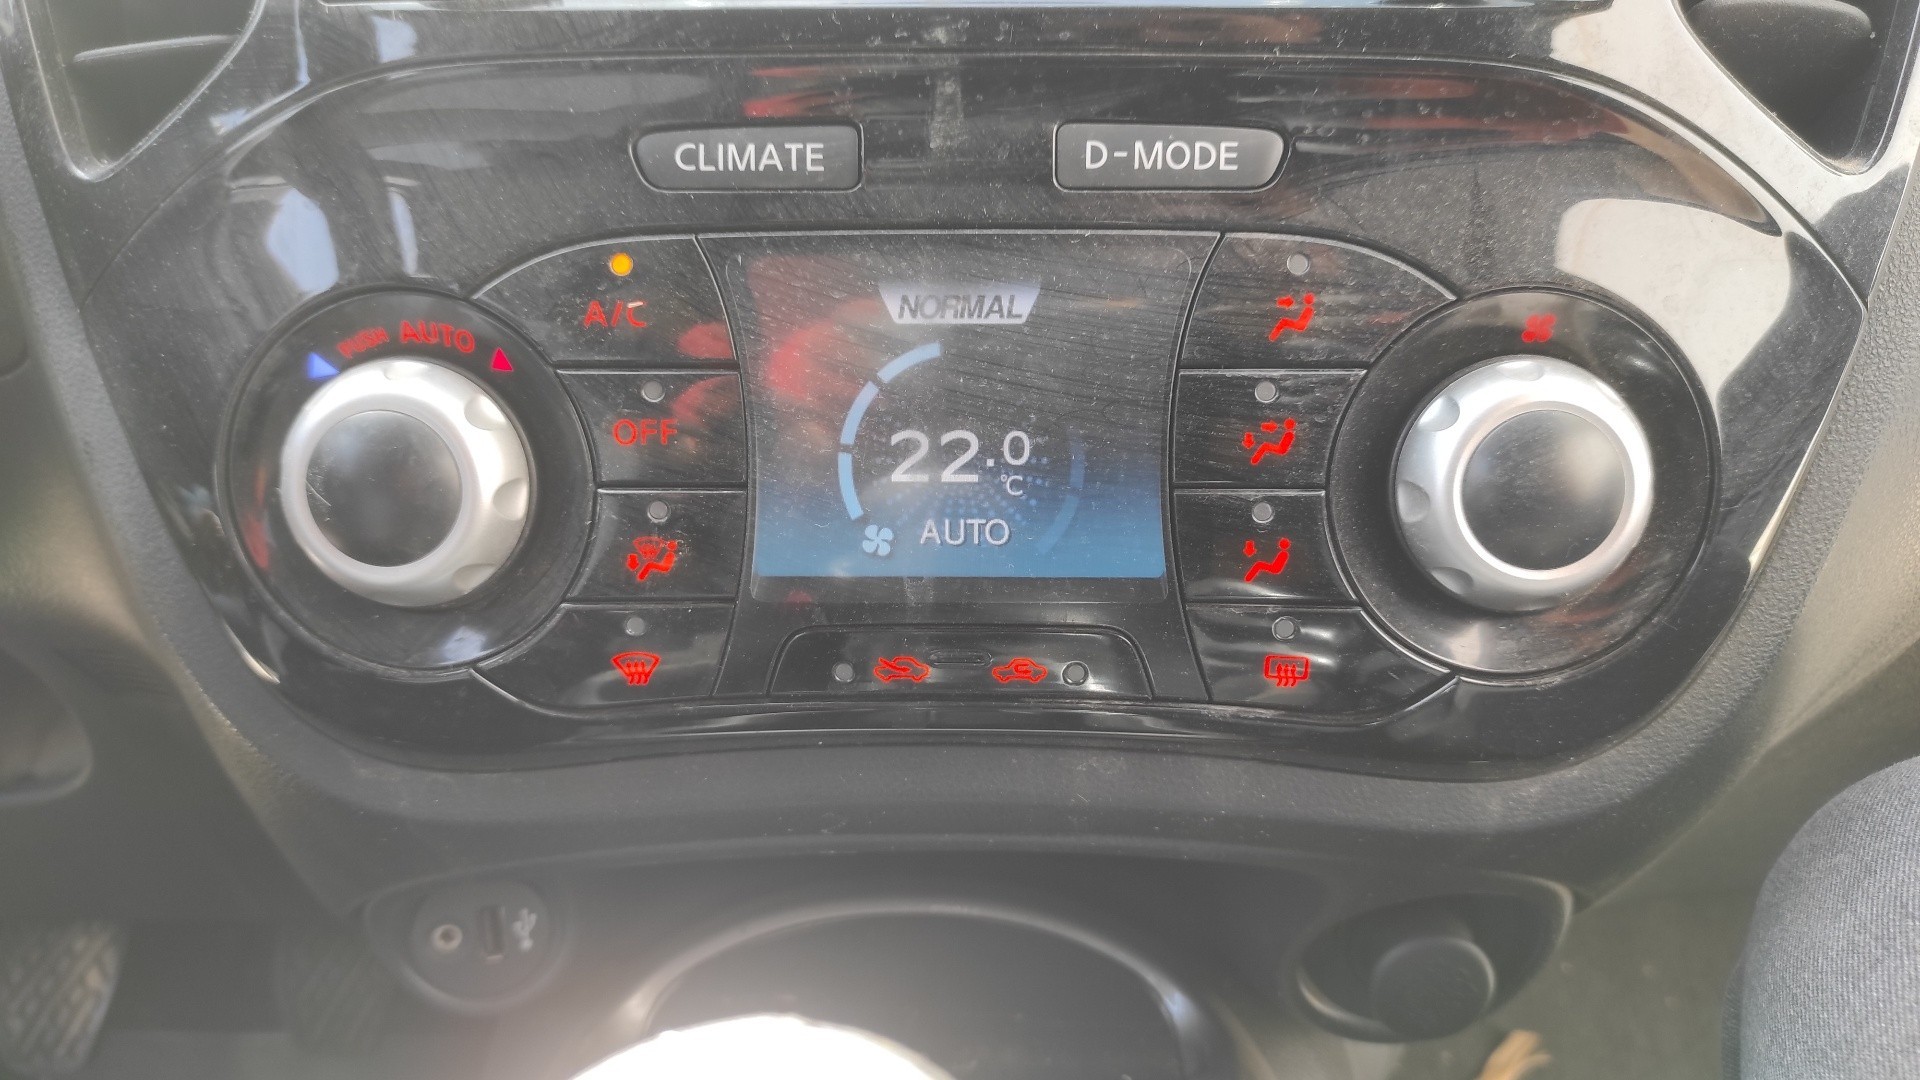 CLIMATE
D-MODE
A/C
PUSH AUTO
NORMAL
OFF
22.0
°C
AUTO